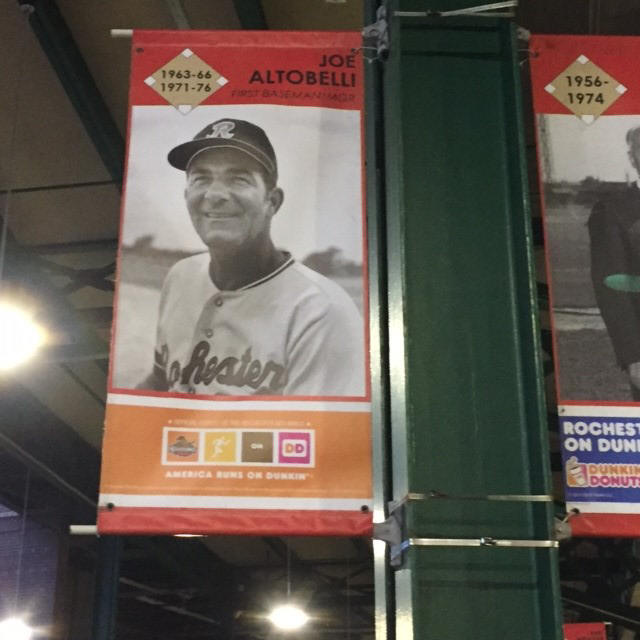 JOE
ALTOBELLI
FIRST BASEMAN/MGR
1963-66
1971-76
R
Rochester
ON
DD
AMERICA RUNS ON DUNKIN'
1956-
1974
ROCHEST
ON DUN
DUNKIN
DONUTS